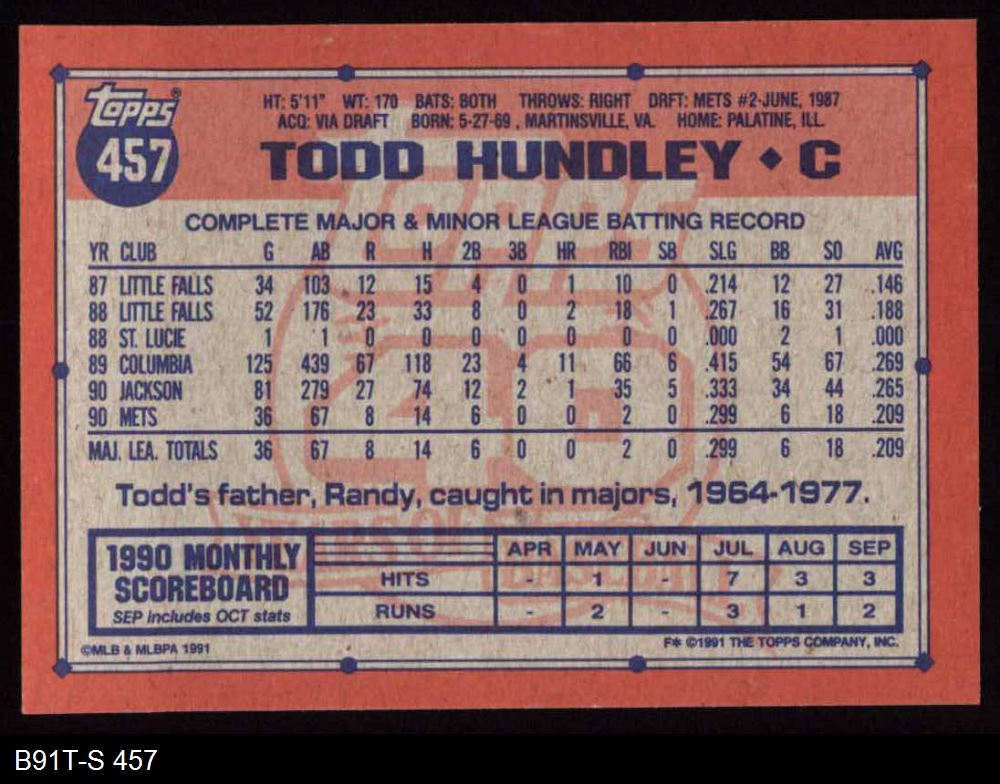 Topps®
457
HT: 5'11" WT: 170 BATS: BOTH THROWS: RIGHT DRFT: METS #2-JUNE, 1987
ACQ: VIA DRAFT BORN: 5-27-69 , MARTINSVILLE, VA. HOME: PALATINE, ILL.
TODD HUNDLEY ◆ C
COMPLETE MAJOR & MINOR LEAGUE BATTING RECORD
YR CLUB G AB R H 2B 3B HR RBI SB SLG BB SO AVG
87 LITTLE FALLS 34 103 12 15 4 0 1 10 0 .214 12 27 .146
88 LITTLE FALLS 52 176 23 33 8 0 2 18 1 .267 16 31 .188
88 ST. LUCIE 1 1 0 0 0 0 0 0 0 .000 2 1 .000
89 COLUMBIA 125 439 67 118 23 4 11 66 6 .415 54 67 .269
90 JACKSON 81 279 27 74 12 2 1 35 5 .333 34 44 .265
90 METS 36 67 8 14 6 0 0 2 0 .299 6 18 .209
MAJ. LEA. TOTALS 36 67 8 14 6 0 0 2 0 .299 6 18 .209
Todd's father, Randy, caught in majors, 1964-1977.
1990 MONTHLY
SCOREBOARD
SEP includes OCT stats
APR MAY JUN JUL AUG SEP
HITS - 1 - 7 3 3
RUNS - 2 - 3 1 2
©MLB & MLBPA 1991
F* ©1991 THE TOPPS COMPANY, INC.
B91T-S 457